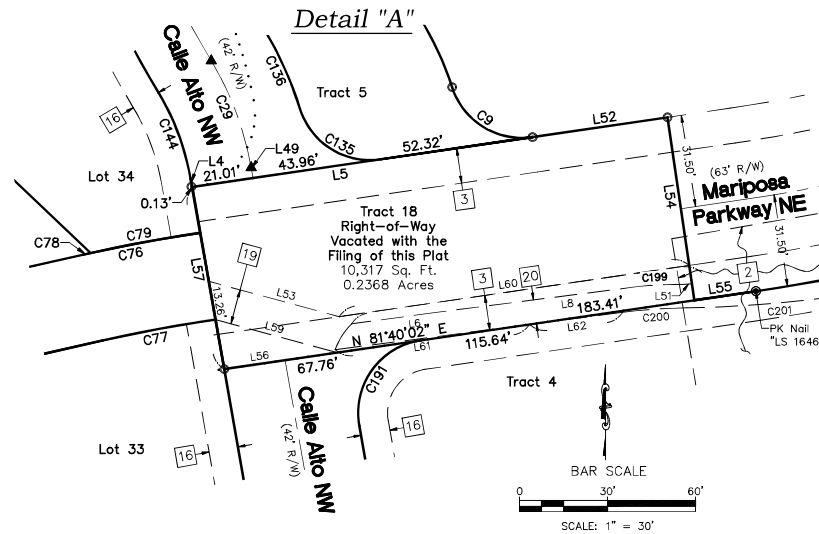 Detail "A"
Calle Alto NW
(42' R/W)
C29
C136
Tract 5
C9
16
C144
L4
L49
21.01'
43.96'
C135
52.32'
L52
L5
Lot 34
0.13'
3
31.50'
(63' R/W)
Mariposa
Parkway NE
L54
31.50'
Tract 18
Right-of-Way
Vacated with the
Filing of this Plat
10,317 Sq. Ft.
0.2368 Acres
C78
C79
C76
L57
19
13.26'
L53
3
L60
20
C199
2
L51
L55
L59
L6
L8
183.41'
C200
C201
C77
N 81°40'02" E
L61
L62
115.64'
PK Nail
"LS 1646
L56
67.76'
C191
Tract 4
Calle Alto NW
(42' R/W)
16
Lot 33
16
BAR SCALE
0 30' 60'
SCALE: 1" = 30'